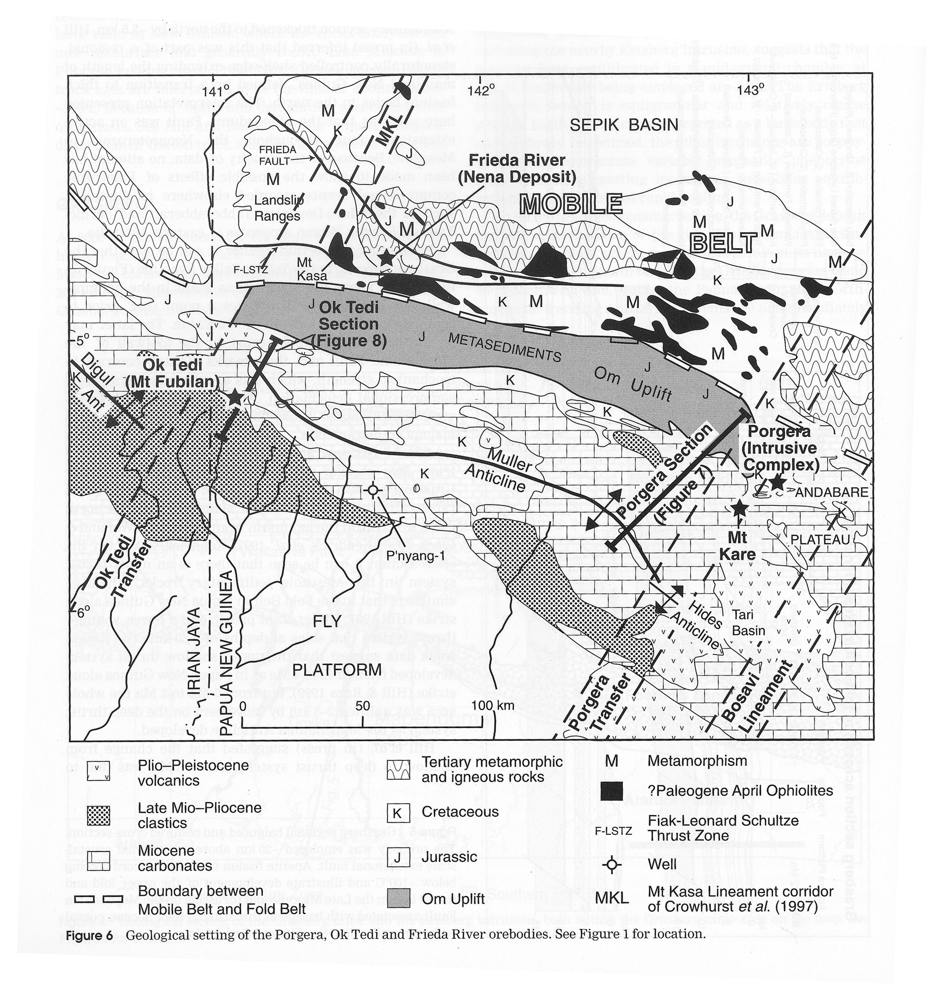 141°
142°
143°
SEPIK BASIN
M
K
MKL
J
FRIEDA
FAULT
M
Landslip
Ranges
Frieda River
(Nena Deposit)
MOBILE
BELT
J
M
J
M
M
J
M
K
F-LSTZ
Mt
Kasa
J
J
K
M
M
Ok Tedi
Section
(Figure 8)
J
METASEDIMENTS
M
5°
Digul
K
Ant
Ok Tedi
(Mt Fubilan)
K
J
Om Uplift
J
K
K
K
K
K
Muller
Anticline
Porgera Section
(Figure 7)
Porgera
(Intrusive
Complex)
K
ANDABARE
K
PLATEAU
Mt
Kare
P'nyang-1
Ok Tedi
Transfer
6°
IRIAN JAYA
PAPUA NEW GUINEA
FLY
PLATFORM
Hides
Anticline
Tari
Basin
Porgera
Transfer
Bosavi
Lineament
0 50 100 km
Plio–Pleistocene
volcanics
Late Mio–Pliocene
clastics
Miocene
carbonates
Boundary between
Mobile Belt and Fold Belt
Tertiary metamorphic
and igneous rocks
K Cretaceous
J Jurassic
Om Uplift
M Metamorphism
?Paleogene April Ophiolites
F-LSTZ Fiak-Leonard Schultze
Thrust Zone
Well
MKL Mt Kasa Lineament corridor
of Crowhurst et al. (1997)
Figure 6 Geological setting of the Porgera, Ok Tedi and Frieda River orebodies. See Figure 1 for location.